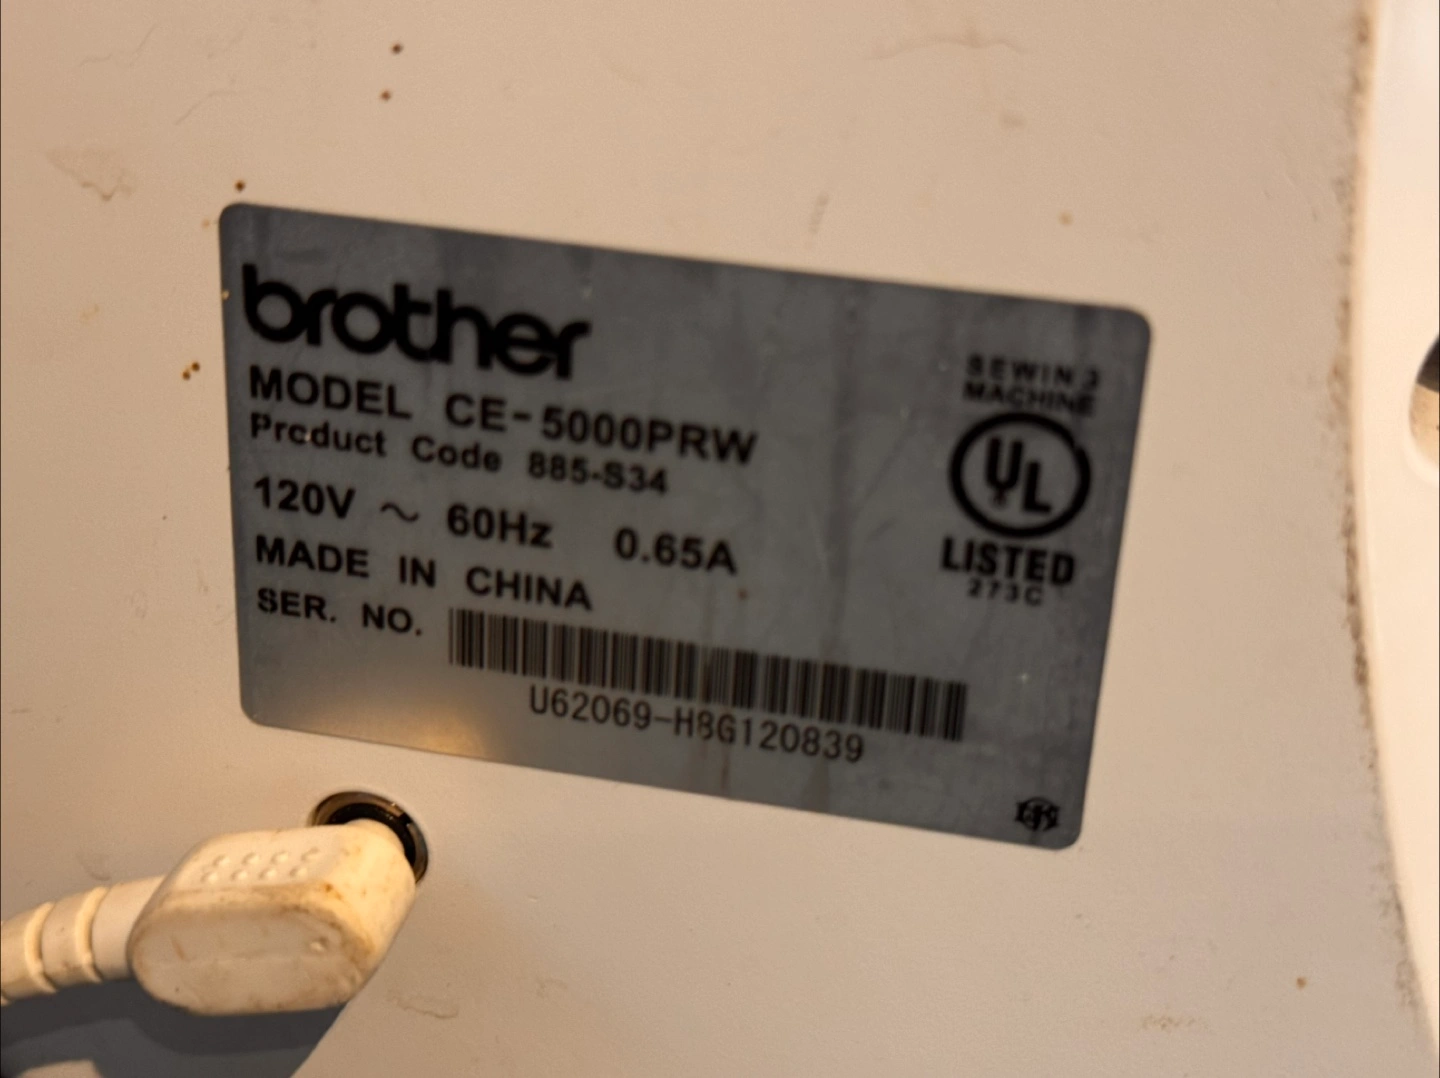 brother
MODEL CE-5000PRW
Product Code 885-S34
120V ~ 60Hz 0.65A
MADE IN CHINA
SER. NO.
U62069-H8G120839
SEWING
MACHINE
UL
LISTED
273C